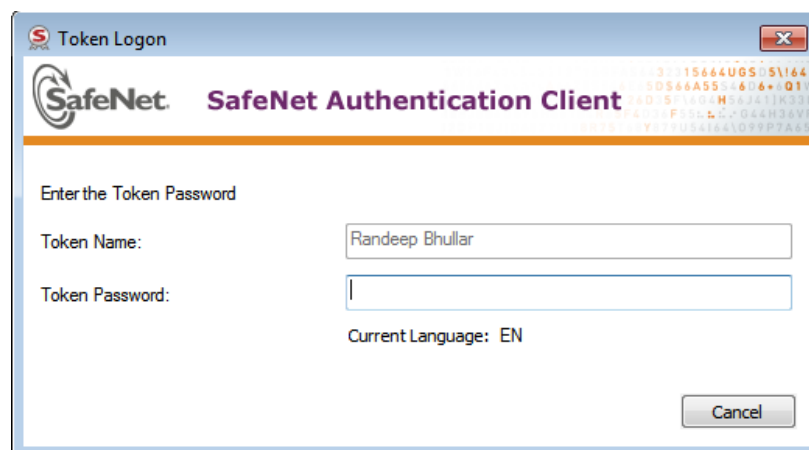 Token Logon
SafeNet. SafeNet Authentication Client
Enter the Token Password
Token Name: Randeep Bhullar
Token Password:
Current Language: EN
Cancel